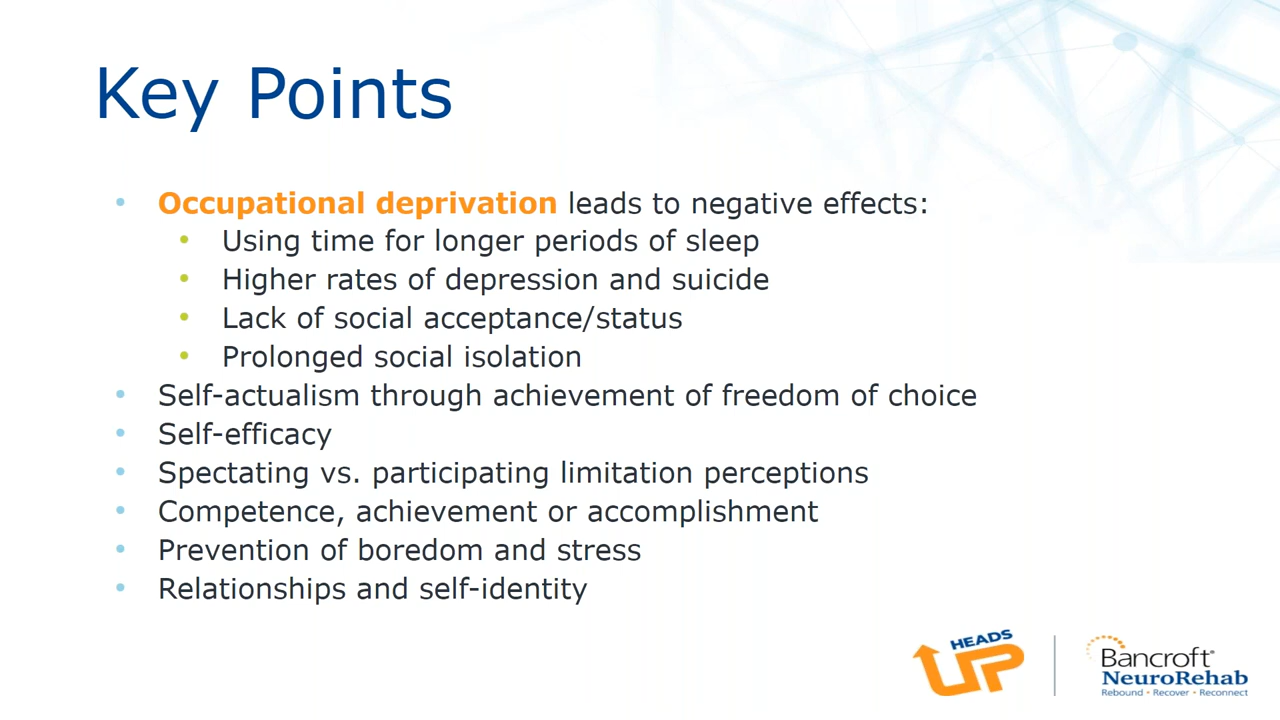 Key Points
• Occupational deprivation leads to negative effects:
• Using time for longer periods of sleep
• Higher rates of depression and suicide
• Lack of social acceptance/status
• Prolonged social isolation
• Self-actualism through achievement of freedom of choice
• Self-efficacy
• Spectating vs. participating limitation perceptions
• Competence, achievement or accomplishment
• Prevention of boredom and stress
• Relationships and self-identity
HEADS
UP
Bancroft®
NeuroRehab
Rebound • Recover • Reconnect